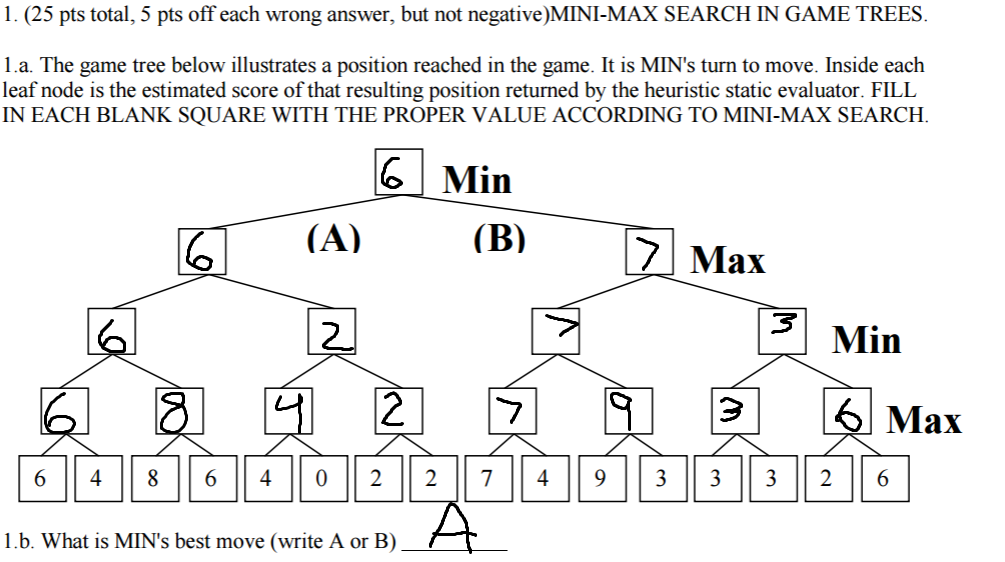 1. (25 pts total, 5 pts off each wrong answer, but not negative)MINI-MAX SEARCH IN GAME TREES.
1.a. The game tree below illustrates a position reached in the game. It is MIN's turn to move. Inside each
leaf node is the estimated score of that resulting position returned by the heuristic static evaluator. FILL
IN EACH BLANK SQUARE WITH THE PROPER VALUE ACCORDING TO MINI-MAX SEARCH.
6 Min
6 (A) (B) 7 Max
6 2 7 3 Min
6 8 4 2 7 9 3 6 Max
6 4 8 6 4 0 2 2 7 4 9 3 3 3 2 6
1.b. What is MIN's best move (write A or B) A